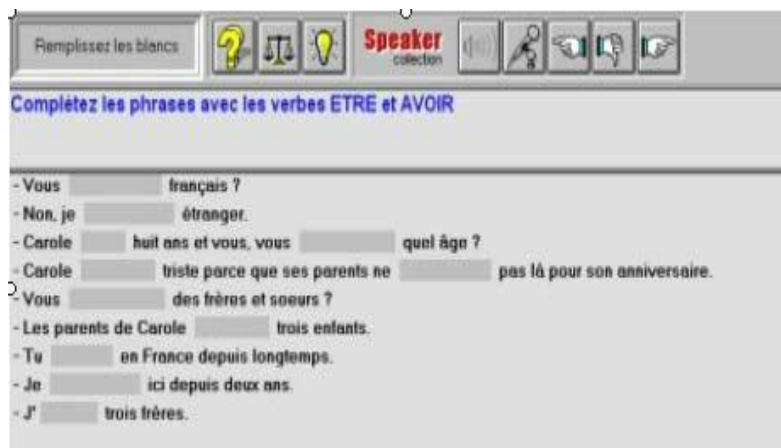 Remplissez les blancs
Speaker
collection
Complétez les phrases avec les verbes ETRE et AVOIR
- Vous français ?
- Non, je étranger.
- Carole huit ans et vous, vous quel âge ?
- Carole triste parce que ses parents ne pas là pour son anniversaire.
- Vous des frères et soeurs ?
- Les parents de Carole trois enfants.
- Tu en France depuis longtemps.
- Je ici depuis deux ans.
- J' trois frères.